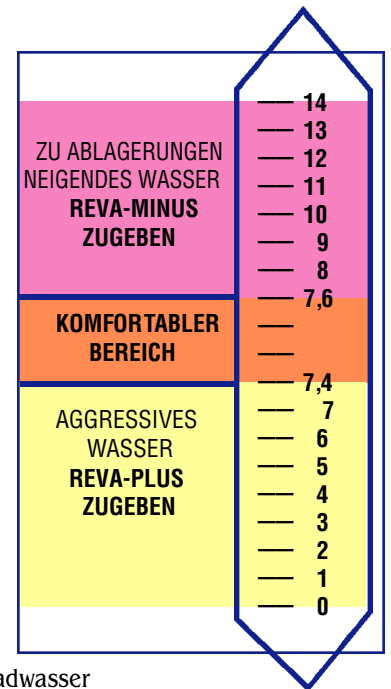 ZU ABLAGERUNGEN
NEIGENDES WASSER
REVA-MINUS
ZUGEBEN
KOMFORTABLER
BEREICH
AGGRESSIVES
WASSER
REVA-PLUS
ZUGEBEN
14
13
12
11
10
9
8
7,6
7,4
7
6
5
4
3
2
1
0
adwasser